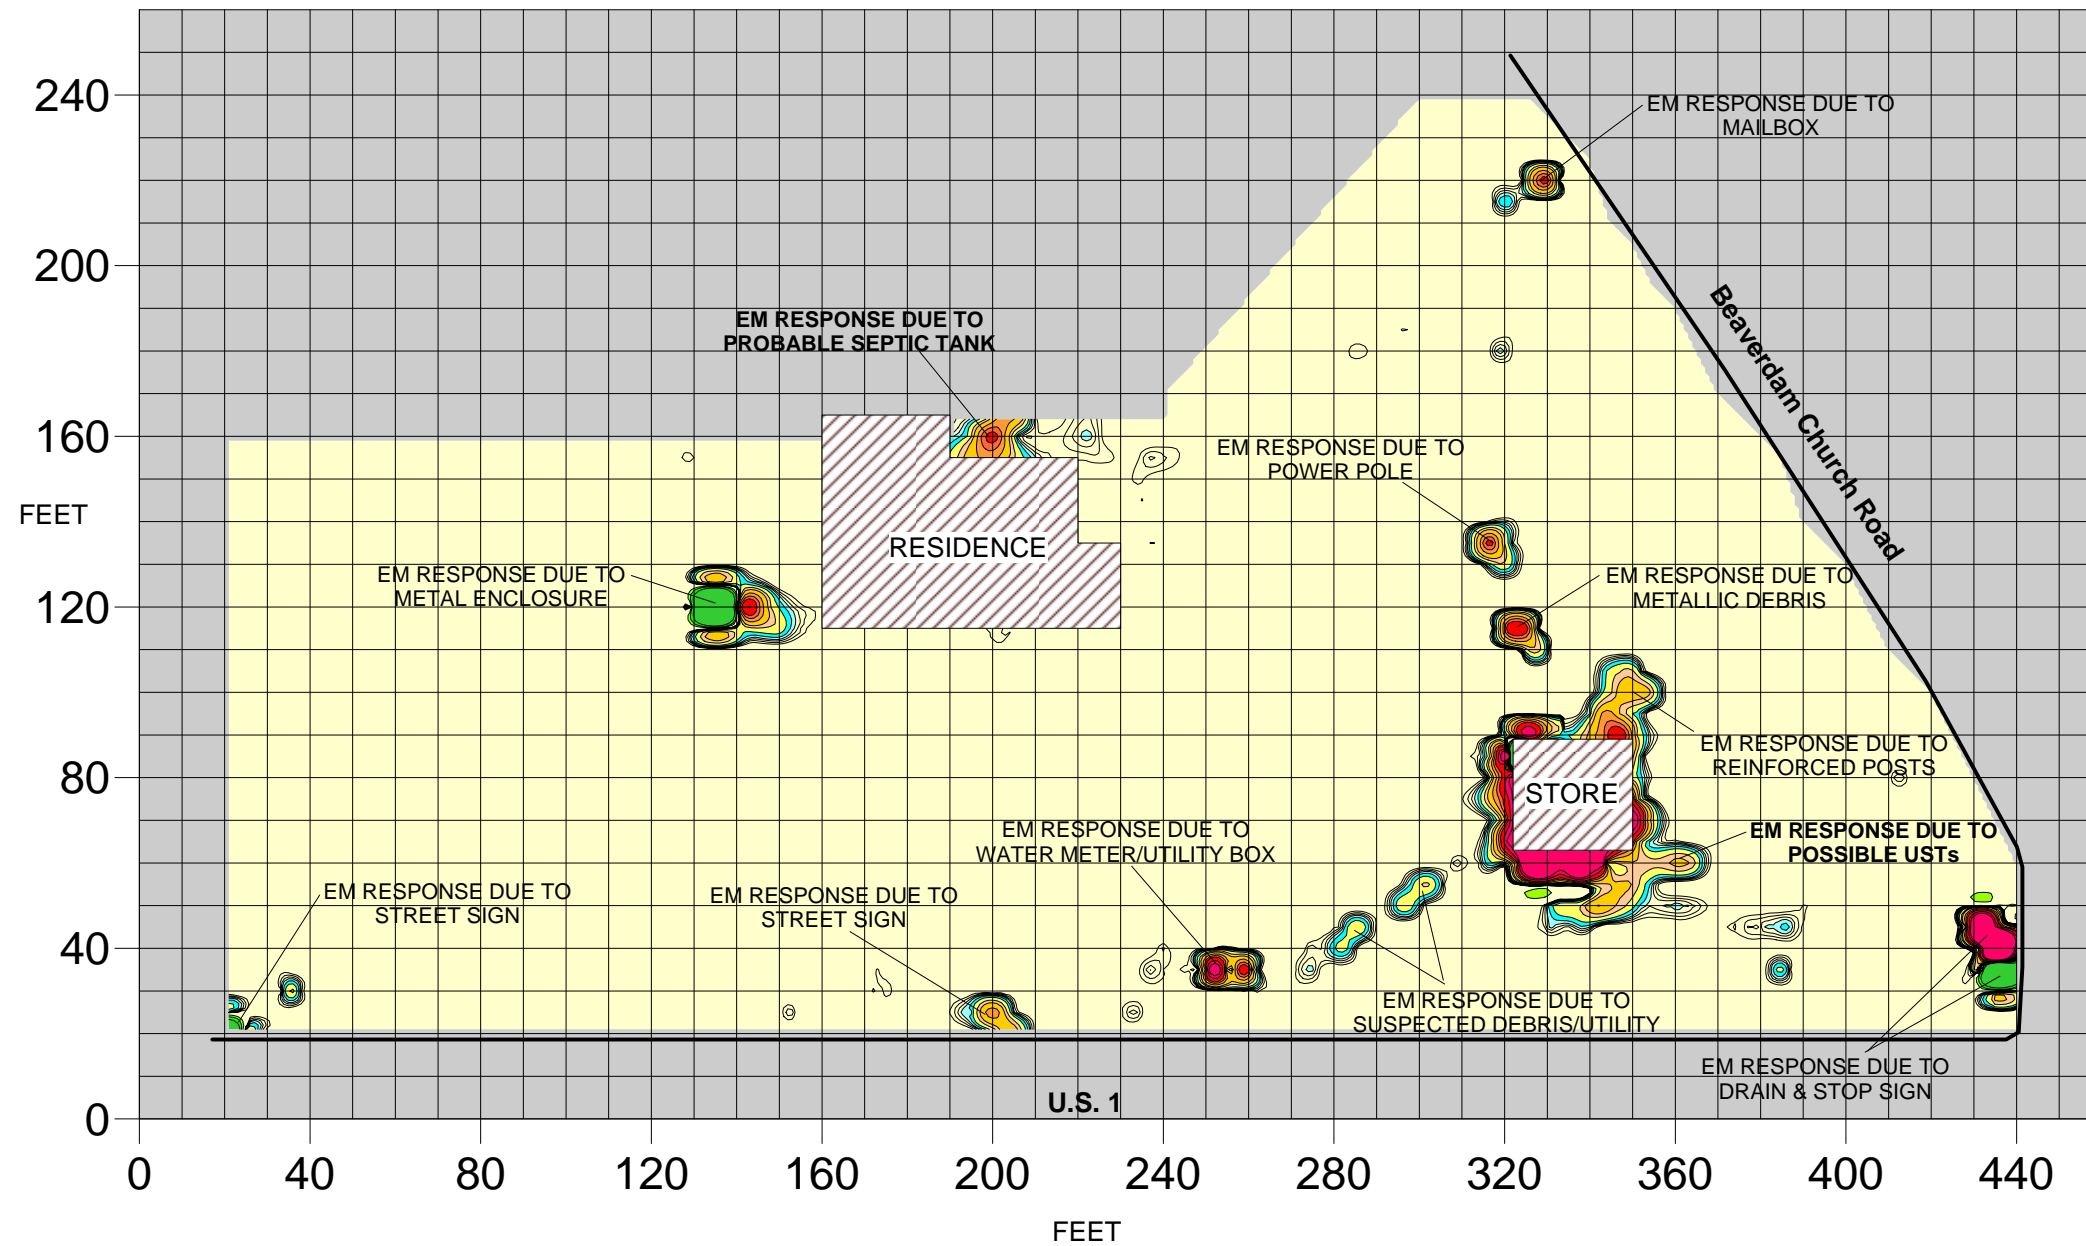 240
200
160
120
80
40
0
FEET
EM RESPONSE DUE TO
MAILBOX
EM RESPONSE DUE TO
PROBABLE SEPTIC TANK
Beaverdam Church Road
EM RESPONSE DUE TO
POWER POLE
RESIDENCE
EM RESPONSE DUE TO
METAL ENCLOSURE
EM RESPONSE DUE TO
METALLIC DEBRIS
EM RESPONSE DUE TO
REINFORCED POSTS
STORE
EM RESPONSE DUE TO
WATER METER/UTILITY BOX
EM RESPONSE DUE TO
POSSIBLE USTs
EM RESPONSE DUE TO
STREET SIGN
EM RESPONSE DUE TO
STREET SIGN
EM RESPONSE DUE TO
SUSPECTED DEBRIS/UTILITY
EM RESPONSE DUE TO
DRAIN & STOP SIGN
U.S. 1
0 40 80 120 160 200 240 280 320 360 400 440
FEET